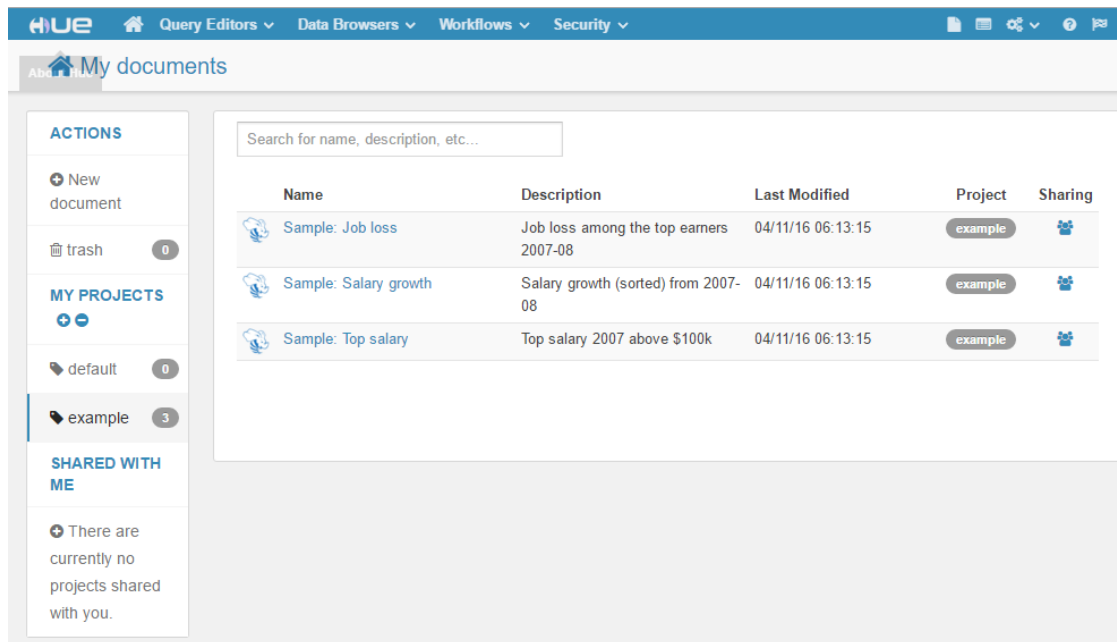 HUE Query Editors Data Browsers Workflows Security
My documents
About Hue
ACTIONS
New
document
trash 0
MY PROJECTS
default 0
example 3
SHARED WITH
ME
There are
currently no
projects shared
with you.
Search for name, description, etc...
Name Description Last Modified Project Sharing
Sample: Job loss Job loss among the top earners 04/11/16 06:13:15 example
2007-08
Sample: Salary growth Salary growth (sorted) from 2007- 04/11/16 06:13:15 example
08
Sample: Top salary Top salary 2007 above $100k 04/11/16 06:13:15 example